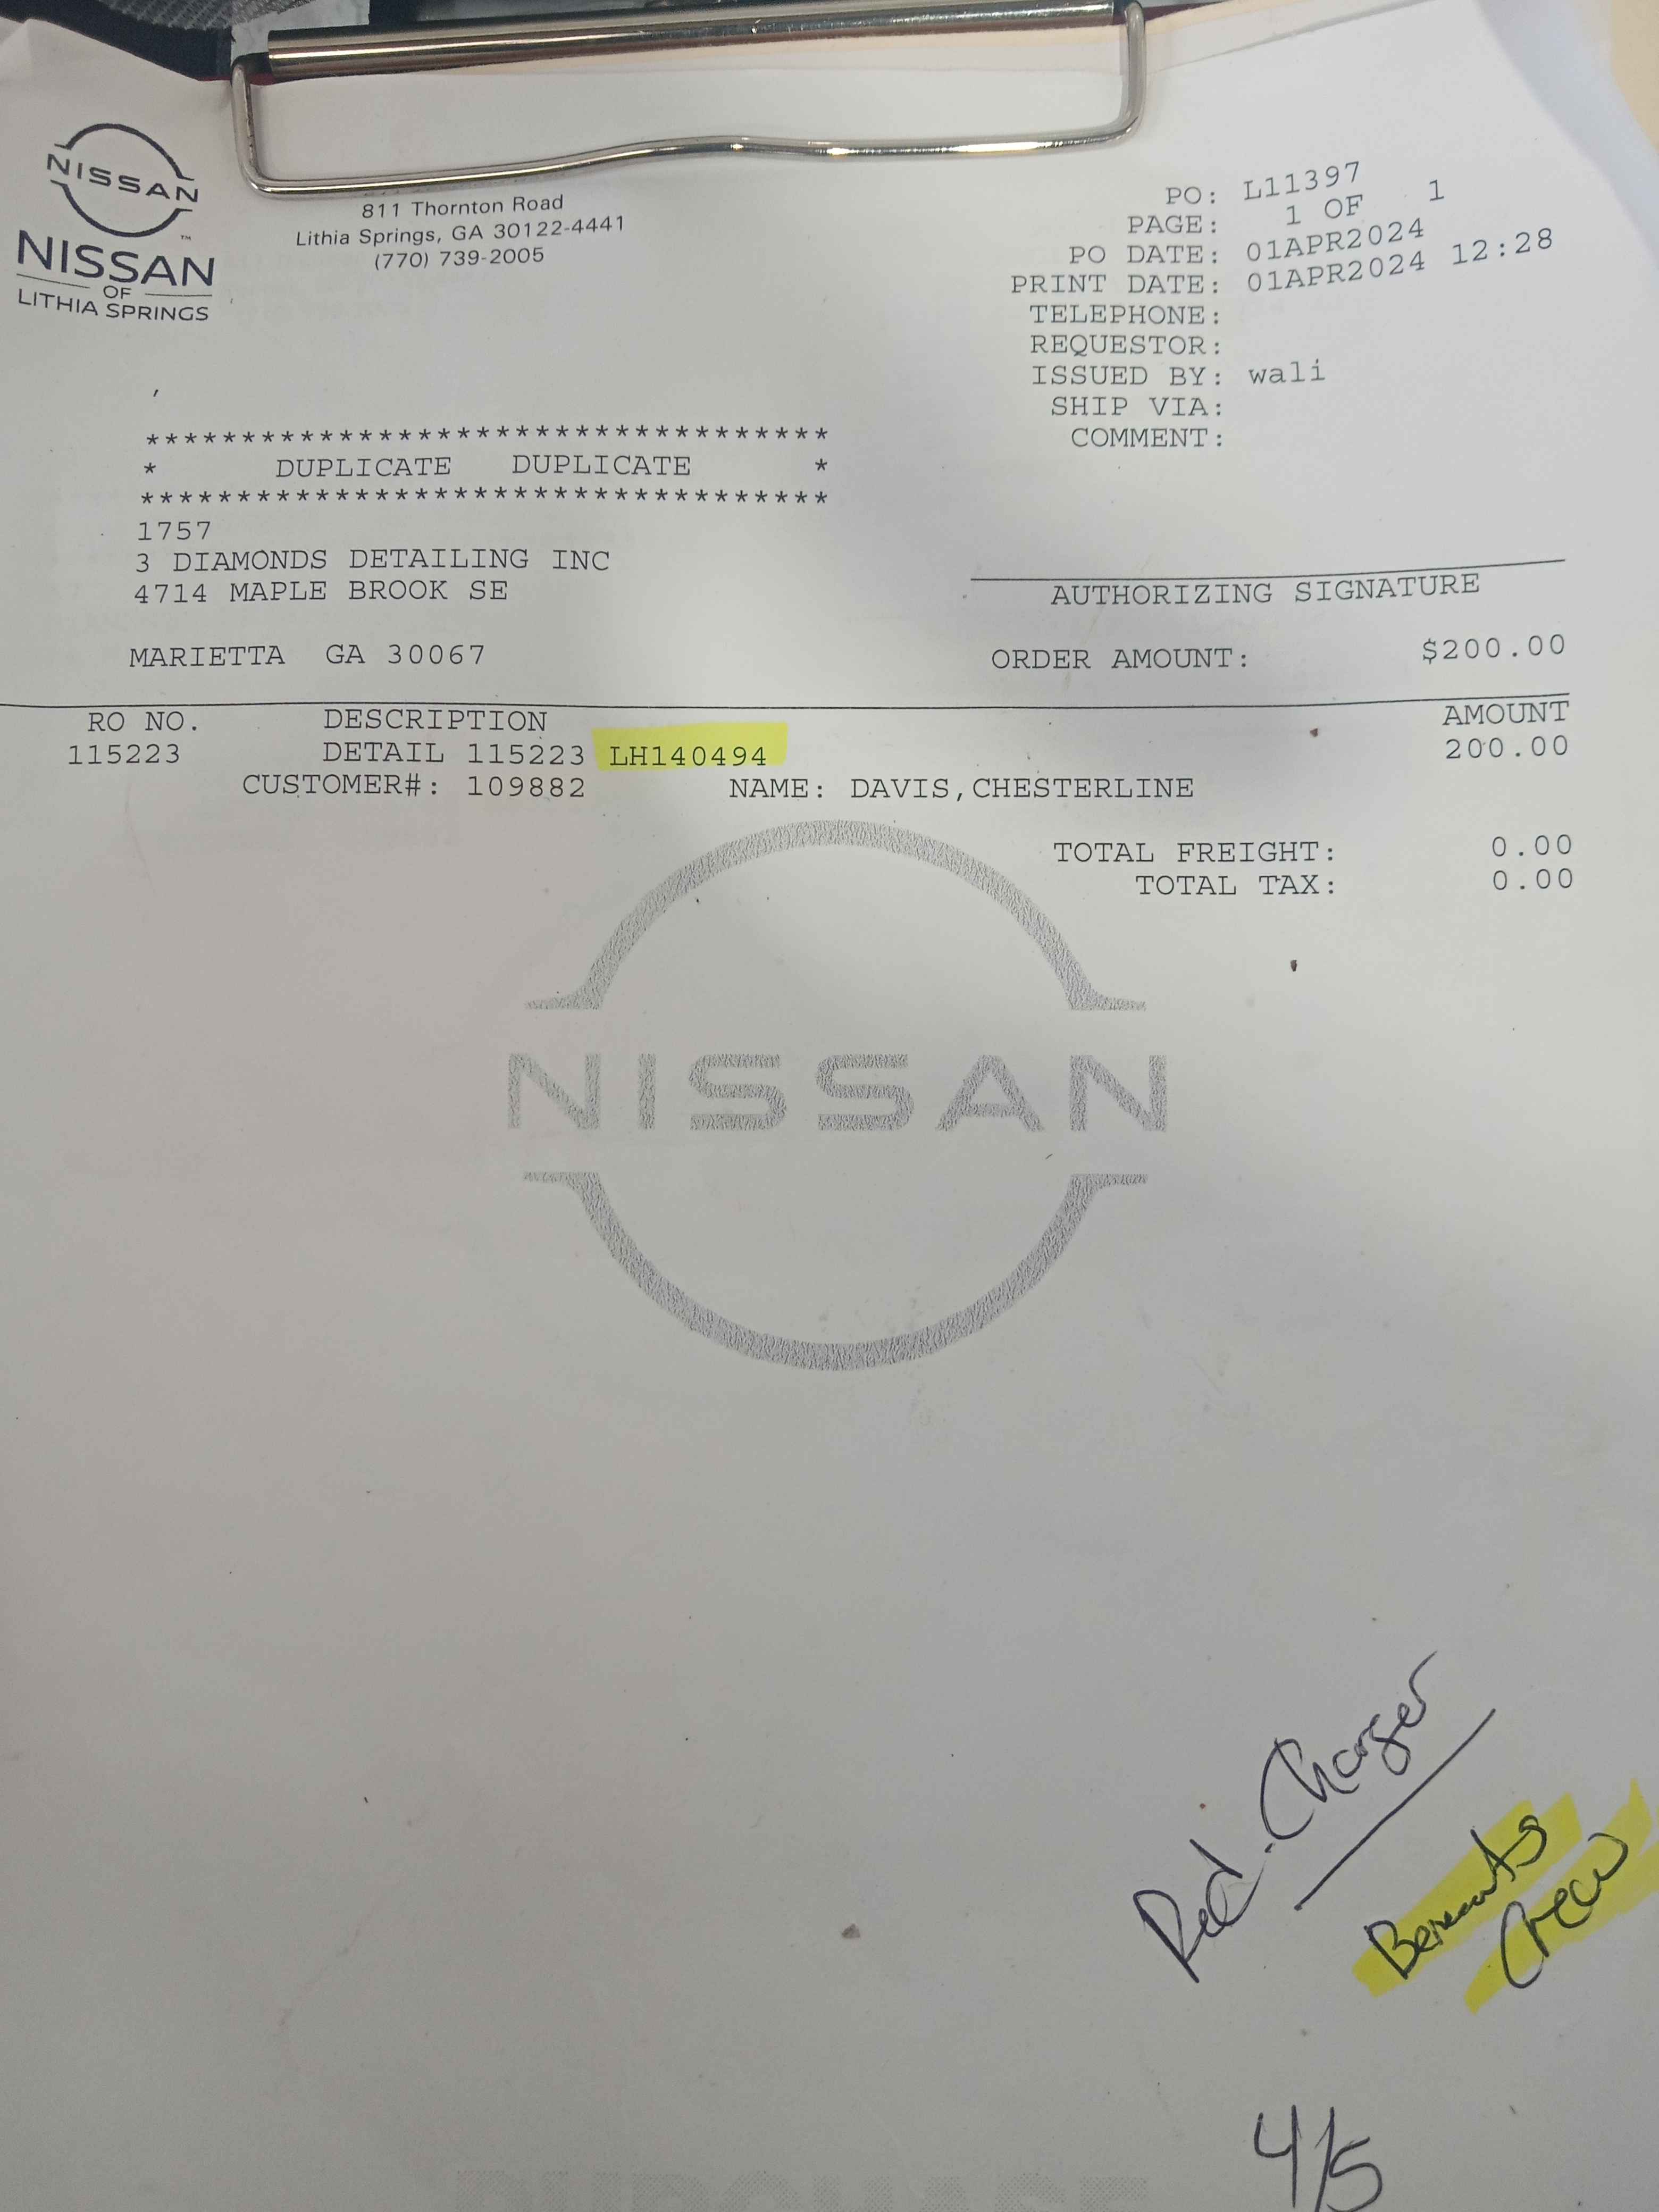 NISSAN
NISSAN
OF
LITHIA SPRINGS
811 Thornton Road
Lithia Springs, GA 30122-4441
(770) 739-2005
PO: L11397
PAGE: 1 OF 1
PO DATE: 01APR2024
PRINT DATE: 01APR2024 12:28
TELEPHONE:
REQUESTOR:
ISSUED BY: wali
SHIP VIA:
COMMENT:
***********************************
* DUPLICATE DUPLICATE *
***********************************
1757
3 DIAMONDS DETAILING INC
4714 MAPLE BROOK SE
MARIETTA GA 30067
AUTHORIZING SIGNATURE
ORDER AMOUNT: $200.00
RO NO. DESCRIPTION AMOUNT
115223 DETAIL 115223 LH140494 200.00
CUSTOMER#: 109882 NAME: DAVIS,CHESTERLINE
TOTAL FREIGHT: 0.00
TOTAL TAX: 0.00
NISSAN
Red-Charger
Crew
4/5
PURCHASE